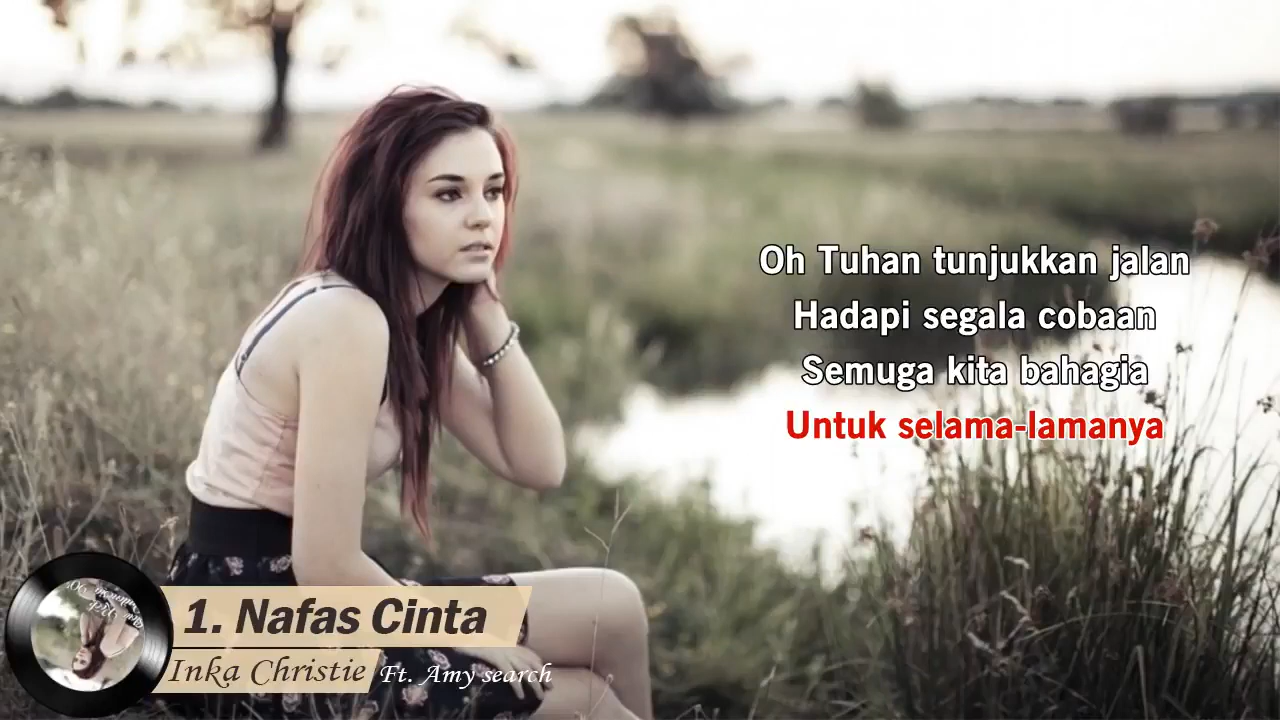 Oh Tuhan tunjukkan jalan
Hadapi segala cobaan
Semuga kita bahagia
Untuk selama-lamanya
1. Nafas Cinta
Inka Christie Ft. Amy search